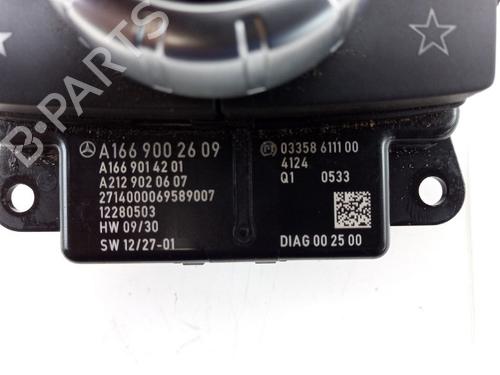 B-PARTS
A166 900 26 09
A166 901 42 01
A212 902 06 07
2714000069589007
12280503
HW 09/30
SW 12/27-01
03358 6111 00
4124
Q1 0533
DIAG 00 25 00